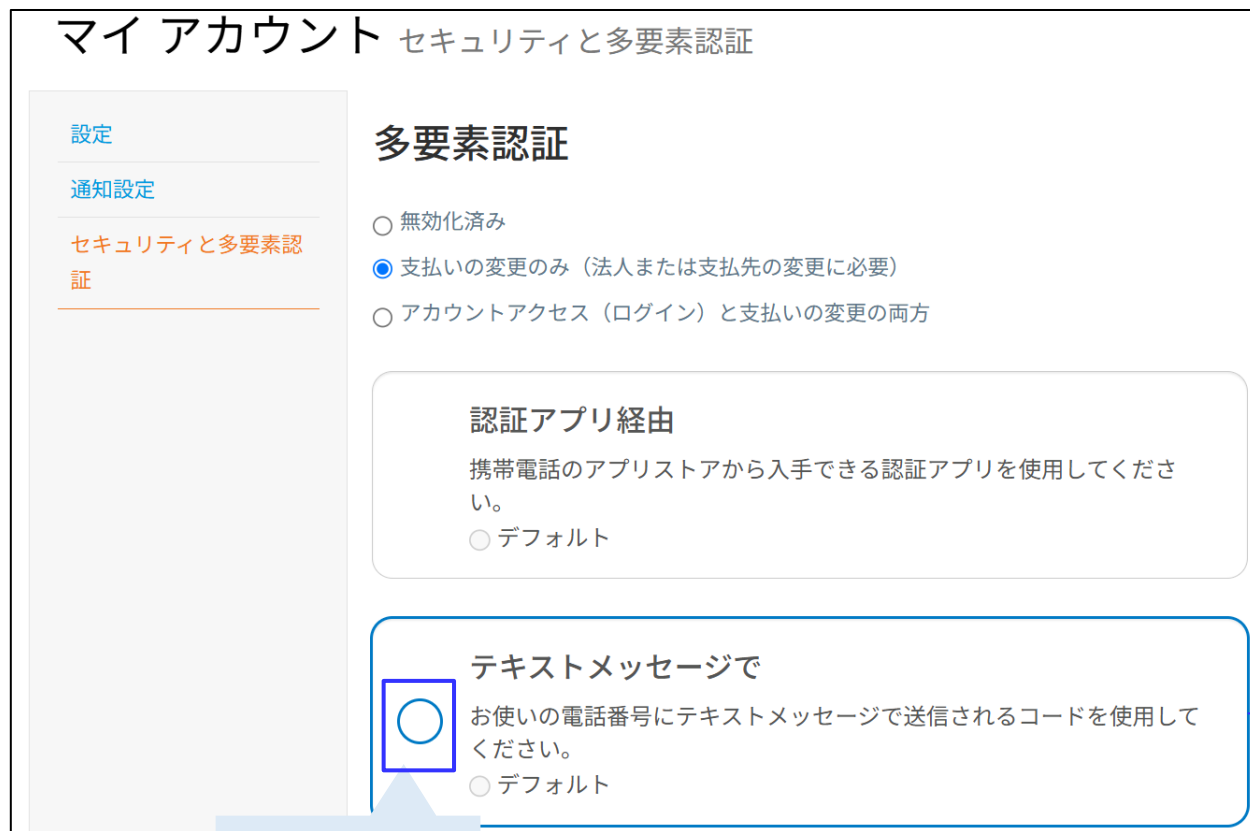 マイ アカウント セキュリティと多要素認証
設定
通知設定
セキュリティと多要素認
証
多要素認証
無効化済み
支払いの変更のみ（法人または支払先の変更に必要）
アカウントアクセス（ログイン）と支払いの変更の両方
認証アプリ経由
携帯電話のアプリストアから入手できる認証アプリを使用してくださ
い。
デフォルト
テキストメッセージで
お使いの電話番号にテキストメッセージで送信されるコードを使用して
ください。
デフォルト